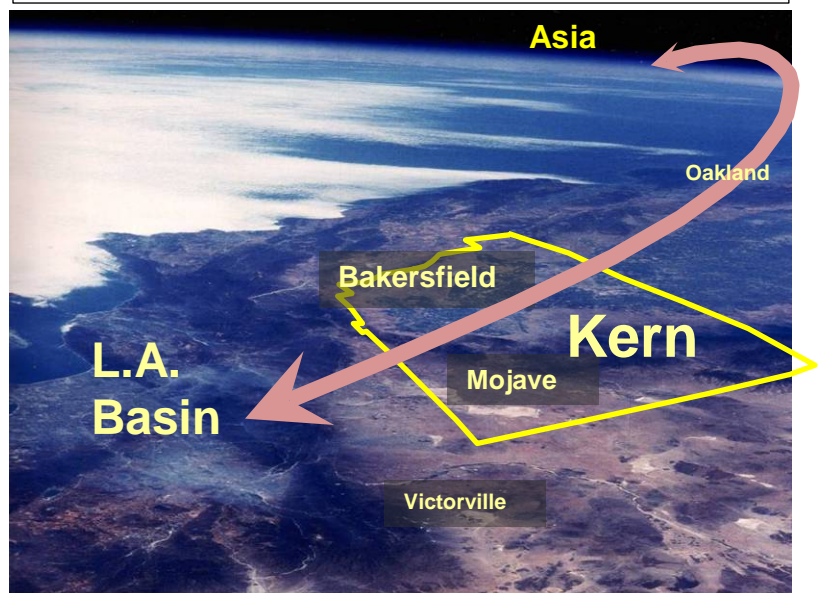 Asia
Oakland
Bakersfield
Kern
L.A.
Basin
Mojave
Victorville